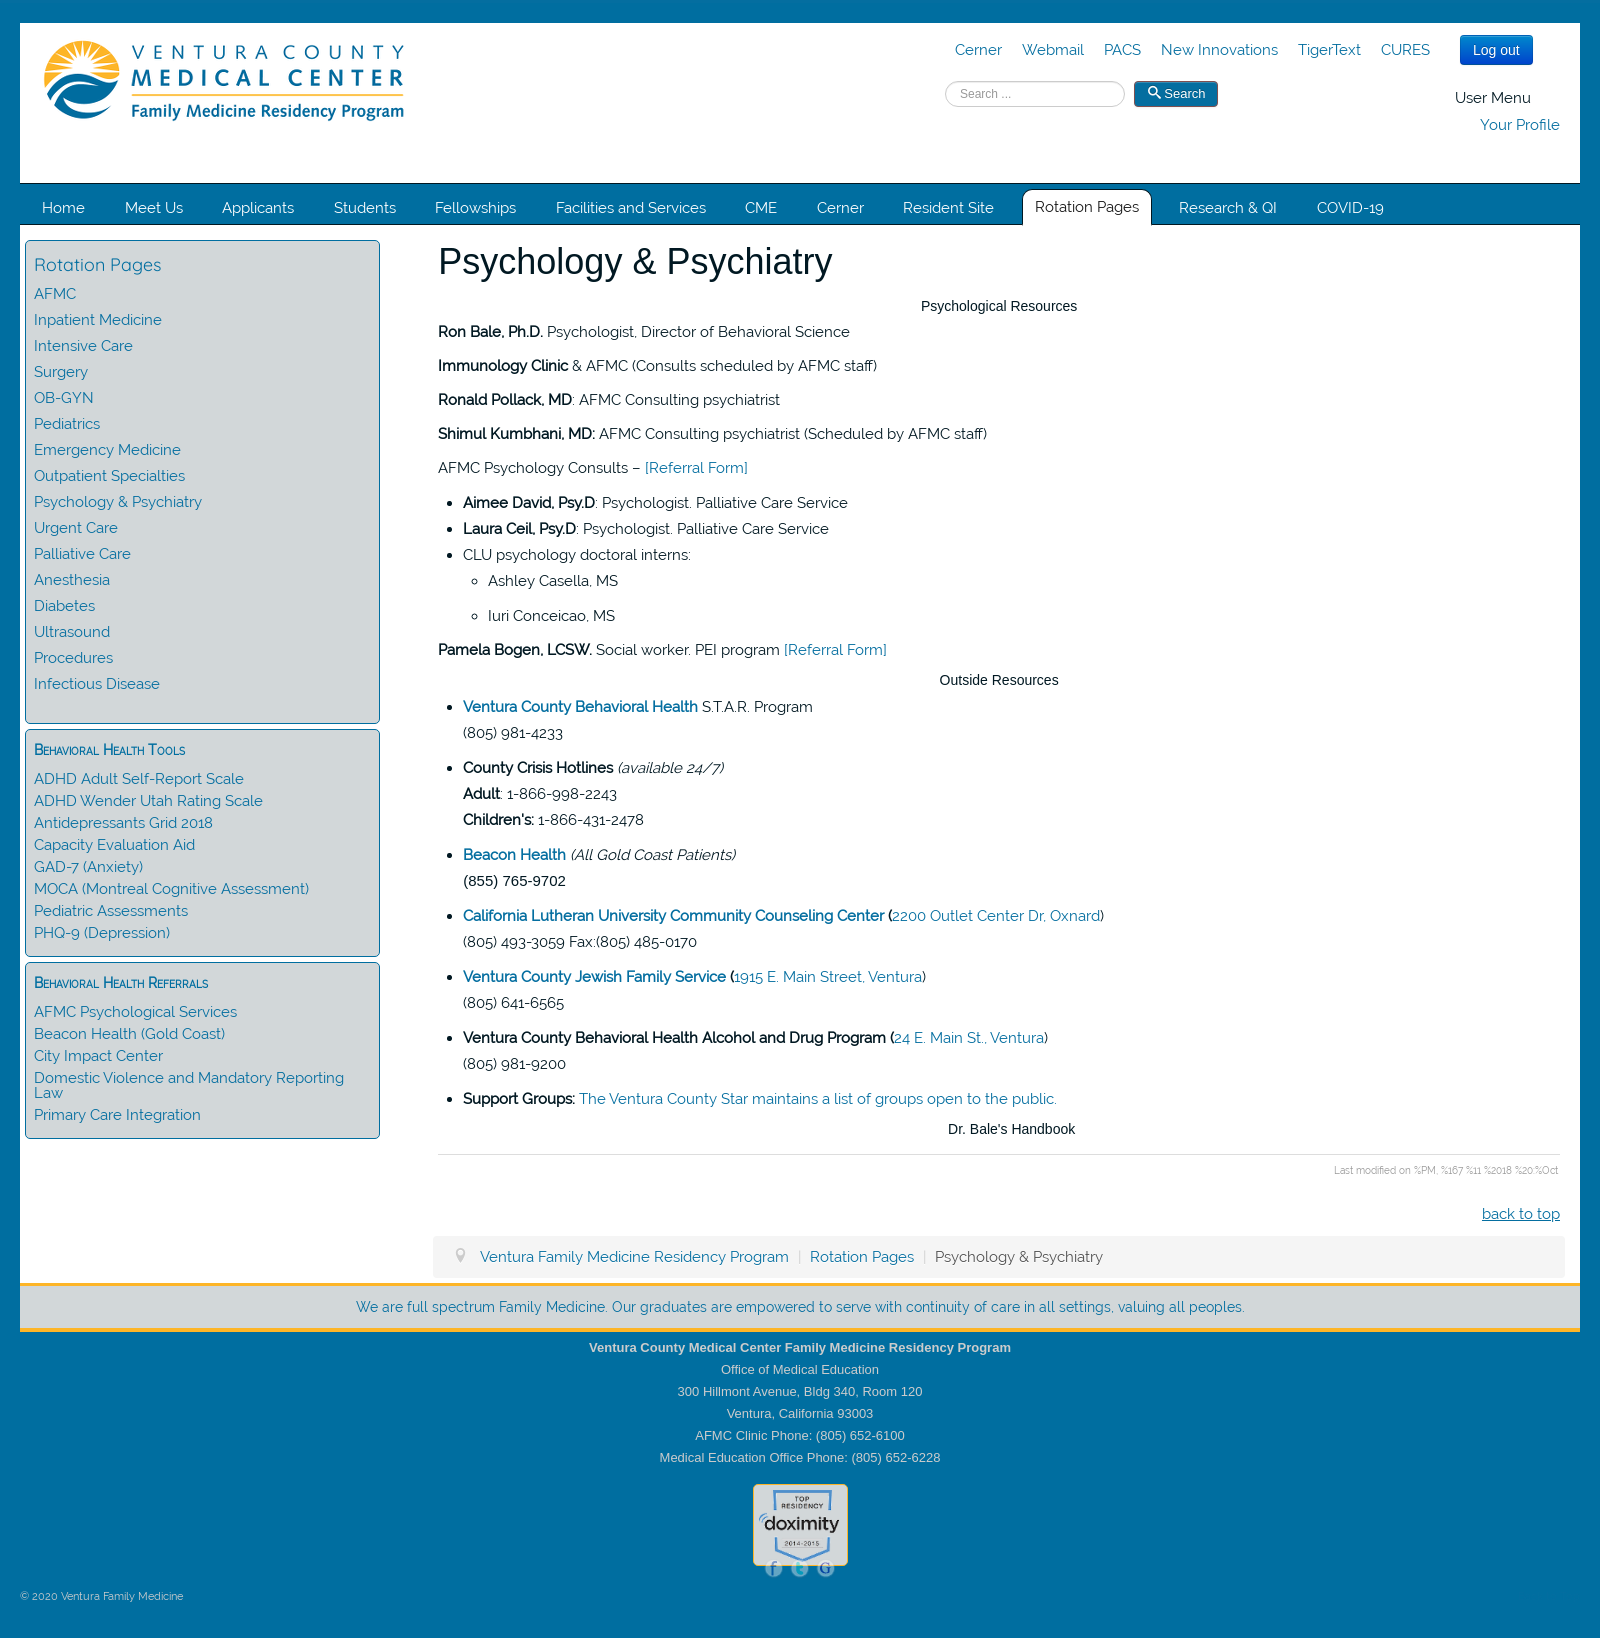 VENTURA COUNTY
MEDICAL CENTER
Family Medicine Residency Program
Cerner Webmail PACS New Innovations TigerText CURES
Log out
Search ...
Search
User Menu
Your Profile
Home Meet Us Applicants Students Fellowships Facilities and Services CME Cerner Resident Site Rotation Pages Research & QI COVID-19
Rotation Pages
AFMC
Inpatient Medicine
Intensive Care
Surgery
OB-GYN
Pediatrics
Emergency Medicine
Outpatient Specialties
Psychology & Psychiatry
Urgent Care
Palliative Care
Anesthesia
Diabetes
Ultrasound
Procedures
Infectious Disease
Behavioral Health Tools
ADHD Adult Self-Report Scale
ADHD Wender Utah Rating Scale
Antidepressants Grid 2018
Capacity Evaluation Aid
GAD-7 (Anxiety)
MOCA (Montreal Cognitive Assessment)
Pediatric Assessments
PHQ-9 (Depression)
Behavioral Health Referrals
AFMC Psychological Services
Beacon Health (Gold Coast)
City Impact Center
Domestic Violence and Mandatory Reporting
Law
Primary Care Integration
Psychology & Psychiatry
Psychological Resources
Ron Bale, Ph.D. Psychologist, Director of Behavioral Science
Immunology Clinic & AFMC (Consults scheduled by AFMC staff)
Ronald Pollack, MD: AFMC Consulting psychiatrist
Shimul Kumbhani, MD: AFMC Consulting psychiatrist (Scheduled by AFMC staff)
AFMC Psychology Consults – [Referral Form]
Aimee David, Psy.D: Psychologist. Palliative Care Service
Laura Ceil, Psy.D: Psychologist. Palliative Care Service
CLU psychology doctoral interns:
Ashley Casella, MS
Iuri Conceicao, MS
Pamela Bogen, LCSW. Social worker. PEI program [Referral Form]
Outside Resources
Ventura County Behavioral Health S.T.A.R. Program
(805) 981-4233
County Crisis Hotlines (available 24/7)
Adult: 1-866-998-2243
Children's: 1-866-431-2478
Beacon Health (All Gold Coast Patients)
(855) 765-9702
California Lutheran University Community Counseling Center (2200 Outlet Center Dr, Oxnard)
(805) 493-3059 Fax:(805) 485-0170
Ventura County Jewish Family Service (1915 E. Main Street, Ventura)
(805) 641-6565
Ventura County Behavioral Health Alcohol and Drug Program (24 E. Main St., Ventura)
(805) 981-9200
Support Groups: The Ventura County Star maintains a list of groups open to the public.
Dr. Bale's Handbook
Last modified on %PM, %167 %11 %2018 %20:%Oct
back to top
Ventura Family Medicine Residency Program | Rotation Pages | Psychology & Psychiatry
We are full spectrum Family Medicine. Our graduates are empowered to serve with continuity of care in all settings, valuing all peoples.
Ventura County Medical Center Family Medicine Residency Program
Office of Medical Education
300 Hillmont Avenue, Bldg 340, Room 120
Ventura, California 93003
AFMC Clinic Phone: (805) 652-6100
Medical Education Office Phone: (805) 652-6228
TOP
RESIDENCY
doximity
2014-2015
f t G
© 2020 Ventura Family Medicine